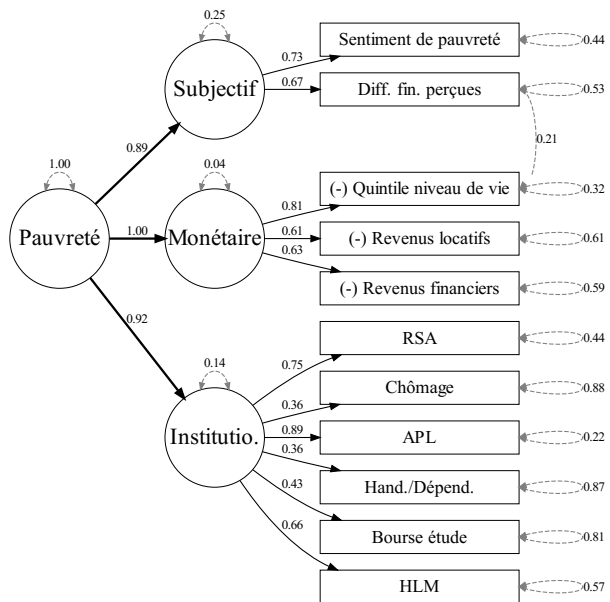 0.25
Subjectif
0.73
Sentiment de pauvreté
0.44
0.67
Diff. fin. perçues
0.53
0.21
0.89
1.00
Pauvreté
1.00
0.04
Monétaire
0.81
(-) Quintile niveau de vie
0.32
0.61
(-) Revenus locatifs
0.61
0.63
(-) Revenus financiers
0.59
0.92
0.14
Institutio.
0.75
RSA
0.44
0.36
Chômage
0.88
0.89
APL
0.22
0.36
Hand./Dépend.
0.87
0.43
Bourse étude
0.81
0.66
HLM
0.57